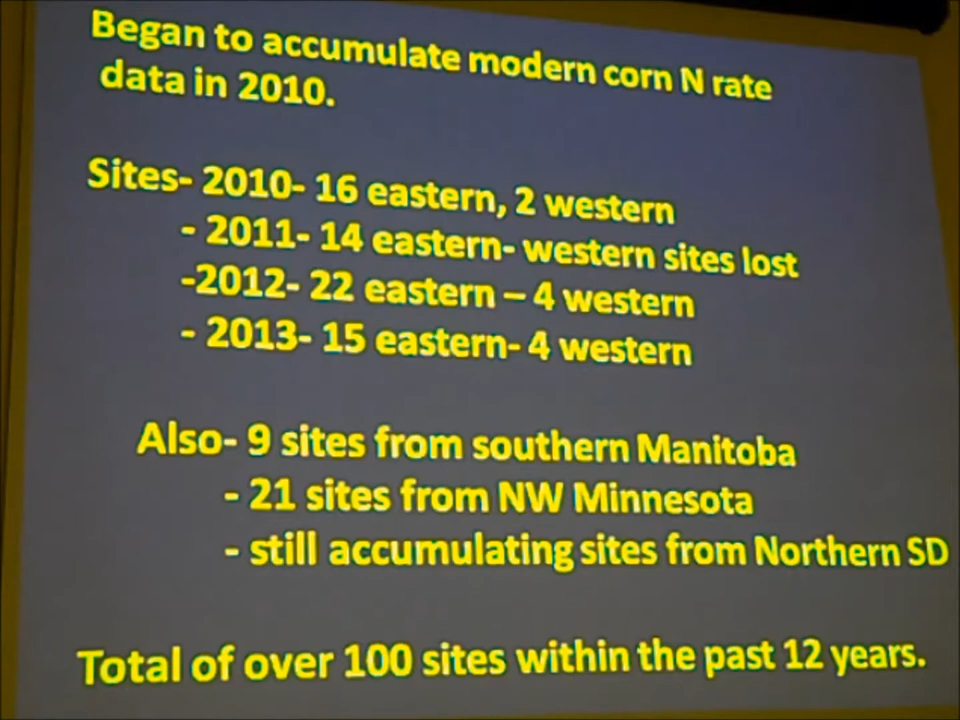 Began to accumulate modern corn N rate
data in 2010.
Sites- 2010- 16 eastern, 2 western
- 2011- 14 eastern- western sites lost
-2012- 22 eastern – 4 western
- 2013- 15 eastern- 4 western
Also- 9 sites from southern Manitoba
- 21 sites from NW Minnesota
- still accumulating sites from Northern SD
Total of over 100 sites within the past 12 years.